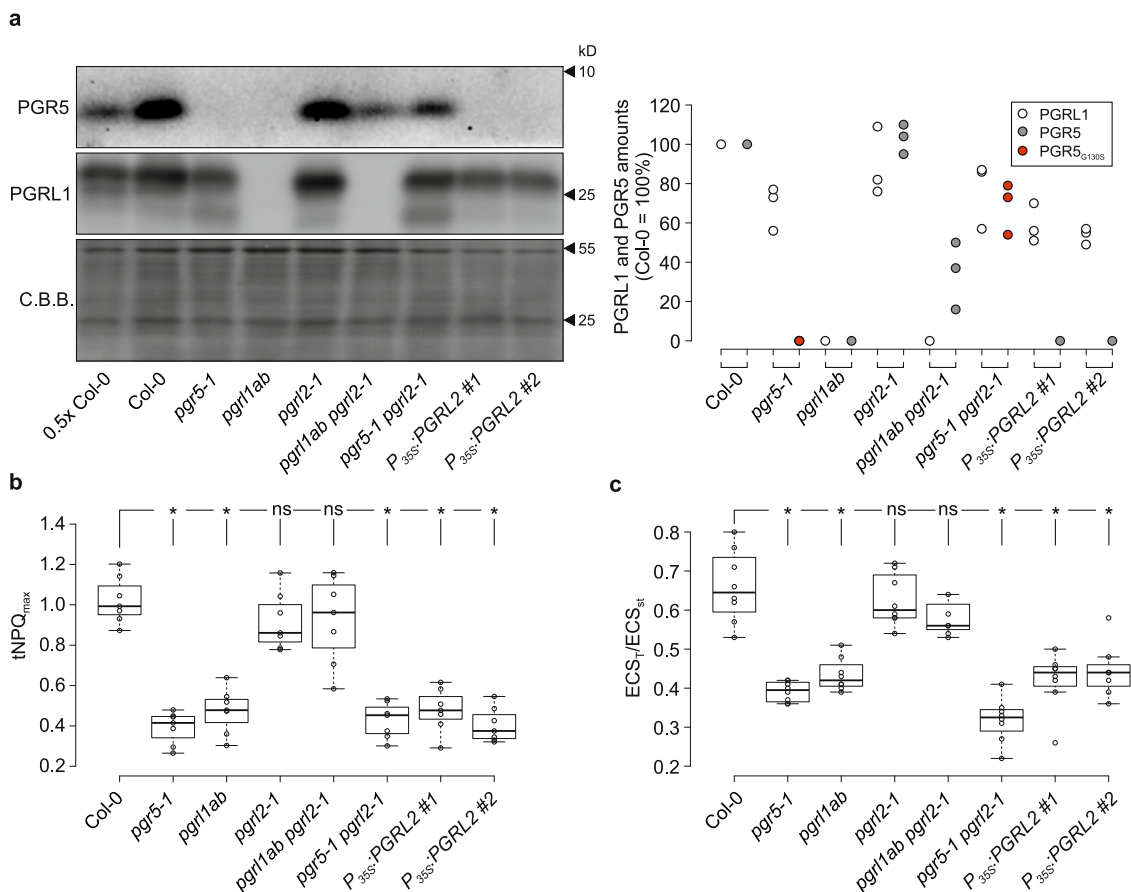 a
kD
10
PGR5
PGRL1
25
55
C.B.B.
25
0.5x Col-0
Col-0
pgr5-1
pgrl1ab
pgrl2-1
pgrl1ab pgrl2-1
pgr5-1 pgrl2-1
P35S:PGRL2 #1
P35S:PGRL2 #2
PGRL1 and PGR5 amounts
(Col-0 = 100%)
120
100
80
60
40
20
0
PGRL1
PGR5
PGR5G130S
Col-0
pgr5-1
pgrl1ab
pgrl2-1
pgrl1ab pgrl2-1
pgr5-1 pgrl2-1
P35S:PGRL2 #1
P35S:PGRL2 #2
b
* * ns ns * * *
tNPQmax
1.4
1.2
1.0
0.8
0.6
0.4
0.2
Col-0
pgr5-1
pgrl1ab
pgrl2-1
pgrl1ab pgrl2-1
pgr5-1 pgrl2-1
P35S:PGRL2 #1
P35S:PGRL2 #2
c
* * ns ns * * *
ECST/ECSst
0.8
0.7
0.6
0.5
0.4
0.3
0.2
Col-0
pgr5-1
pgrl1ab
pgrl2-1
pgrl1ab pgrl2-1
pgr5-1 pgrl2-1
P35S:PGRL2 #1
P35S:PGRL2 #2